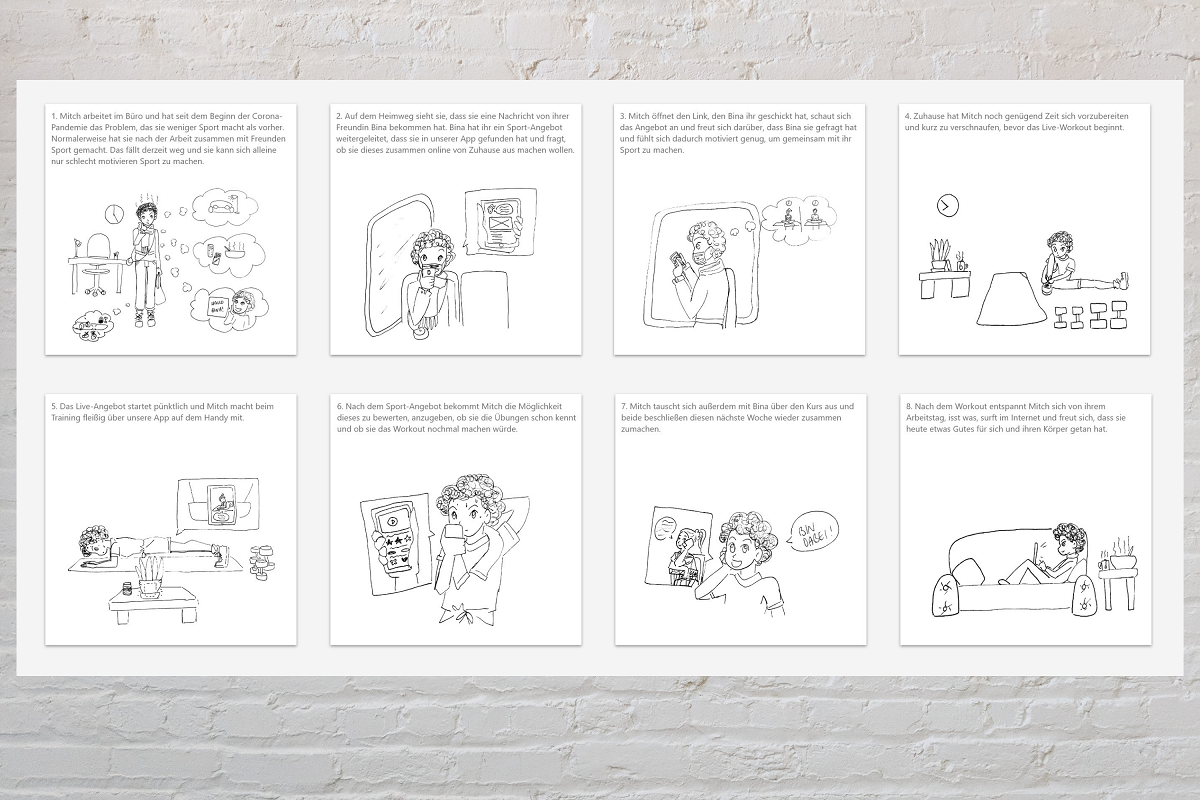 1. Mitch arbeitet im Büro und hat seit dem Beginn der Corona-
Pandemie das Problem, das sie weniger Sport macht als vorher.
Normalerweise hat sie nach der Arbeit zusammen mit Freunden
Sport gemacht. Das fällt derzeit weg und sie kann sich alleine
nur schlecht motivieren Sport zu machen.
2. Auf dem Heimweg sieht sie, dass sie eine Nachricht von ihrer
Freundin Bina bekommen hat. Bina hat ihr ein Sport-Angebot
weitergeleitet, dass sie in unserer App gefunden hat und fragt,
ob sie dieses zusammen online von Zuhause aus machen wollen.
3. Mitch öffnet den Link, den Bina ihr geschickt hat, schaut sich
das Angebot an und freut sich darüber, dass Bina sie gefragt hat
und fühlt sich dadurch motiviert genug, um gemeinsam mit ihr
Sport zu machen.
4. Zuhause hat Mitch noch genügend Zeit sich vorzubereiten
und kurz zu verschnaufen, bevor das Live-Workout beginnt.
5. Das Live-Angebot startet pünktlich und Mitch macht beim
Training fleißig über unsere App auf dem Handy mit.
6. Nach dem Sport-Angebot bekommt Mitch die Möglichkeit
dieses zu bewerten, anzugeben, ob sie die Übungen schon kennt
und ob sie das Workout nochmal machen würde.
7. Mitch tauscht sich außerdem mit Bina über den Kurs aus und
beide beschließen diesen nächste Woche wieder zusammen
zumachen.
BIN
DABEI!
8. Nach dem Workout entspannt Mitch sich von ihrem
Arbeitstag, isst was, surft im Internet und freut sich, dass sie
heute etwas Gutes für sich und ihren Körper getan hat.